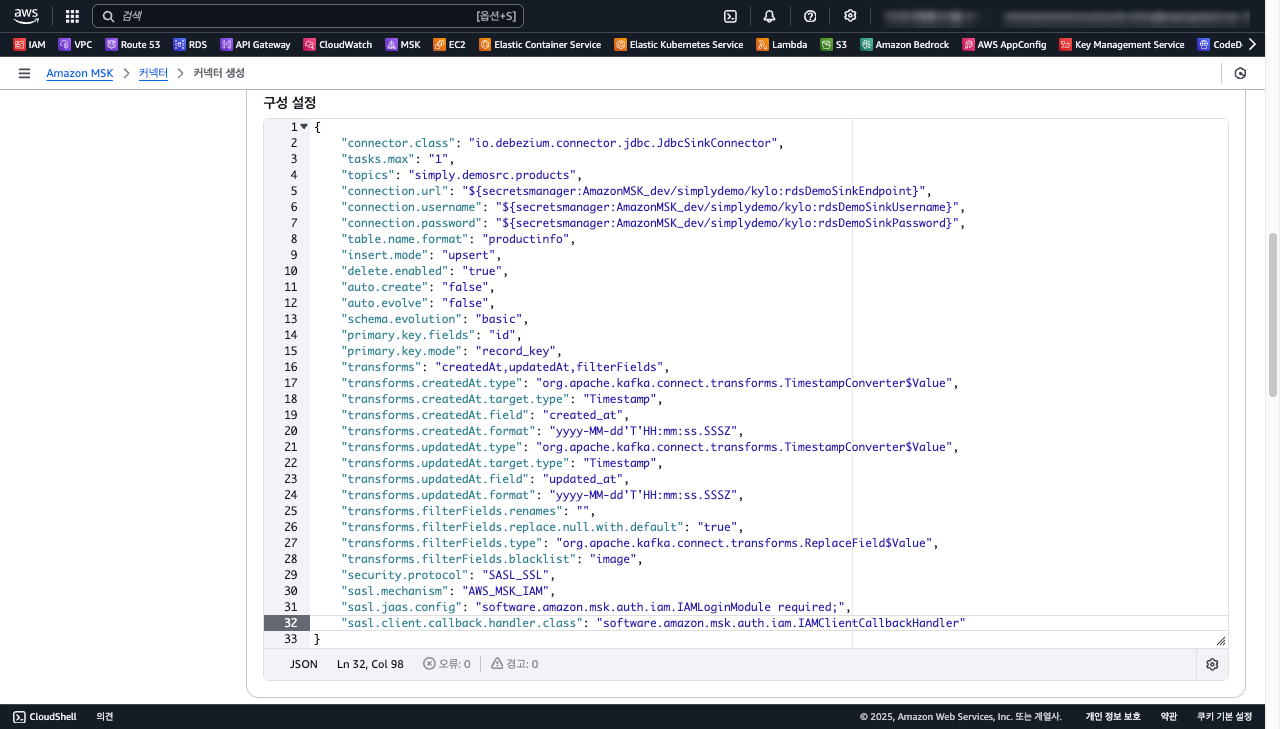 aws
검색 [옵션+S]
IAM VPC Route 53 RDS API Gateway CloudWatch MSK EC2 Elastic Container Service Elastic Kubernetes Service Lambda S3 Amazon Bedrock AWS AppConfig Key Management Service CodeD
Amazon MSK > 커넥터 > 커넥터 생성
구성 설정
1 {
2 "connector.class": "io.debezium.connector.jdbc.JdbcSinkConnector",
3 "tasks.max": "1",
4 "topics": "simply.demosrc.products",
5 "connection.url": "${secretsmanager:AmazonMSK_dev/simplydemo/kylo:rdsDemoSinkEndpoint}",
6 "connection.username": "${secretsmanager:AmazonMSK_dev/simplydemo/kylo:rdsDemoSinkUsername}",
7 "connection.password": "${secretsmanager:AmazonMSK_dev/simplydemo/kylo:rdsDemoSinkPassword}",
8 "table.name.format": "productinfo",
9 "insert.mode": "upsert",
10 "delete.enabled": "true",
11 "auto.create": "false",
12 "auto.evolve": "false",
13 "schema.evolution": "basic",
14 "primary.key.fields": "id",
15 "primary.key.mode": "record_key",
16 "transforms": "createdAt,updatedAt,filterFields",
17 "transforms.createdAt.type": "org.apache.kafka.connect.transforms.TimestampConverter$Value",
18 "transforms.createdAt.target.type": "Timestamp",
19 "transforms.createdAt.field": "created_at",
20 "transforms.createdAt.format": "yyyy-MM-dd'T'HH:mm:ss.SSSZ",
21 "transforms.updatedAt.type": "org.apache.kafka.connect.transforms.TimestampConverter$Value",
22 "transforms.updatedAt.target.type": "Timestamp",
23 "transforms.updatedAt.field": "updated_at",
24 "transforms.updatedAt.format": "yyyy-MM-dd'T'HH:mm:ss.SSSZ",
25 "transforms.filterFields.renames": "",
26 "transforms.filterFields.replace.null.with.default": "true",
27 "transforms.filterFields.type": "org.apache.kafka.connect.transforms.ReplaceField$Value",
28 "transforms.filterFields.blacklist": "image",
29 "security.protocol": "SASL_SSL",
30 "sasl.mechanism": "AWS_MSK_IAM",
31 "sasl.jaas.config": "software.amazon.msk.auth.iam.IAMLoginModule required;",
32 "sasl.client.callback.handler.class": "software.amazon.msk.auth.iam.IAMClientCallbackHandler"
33 }
JSON Ln 32, Col 98 오류: 0 경고: 0
CloudShell 의견 © 2025, Amazon Web Services, Inc. 또는 계열사. 개인 정보 보호 약관 쿠키 기본 설정